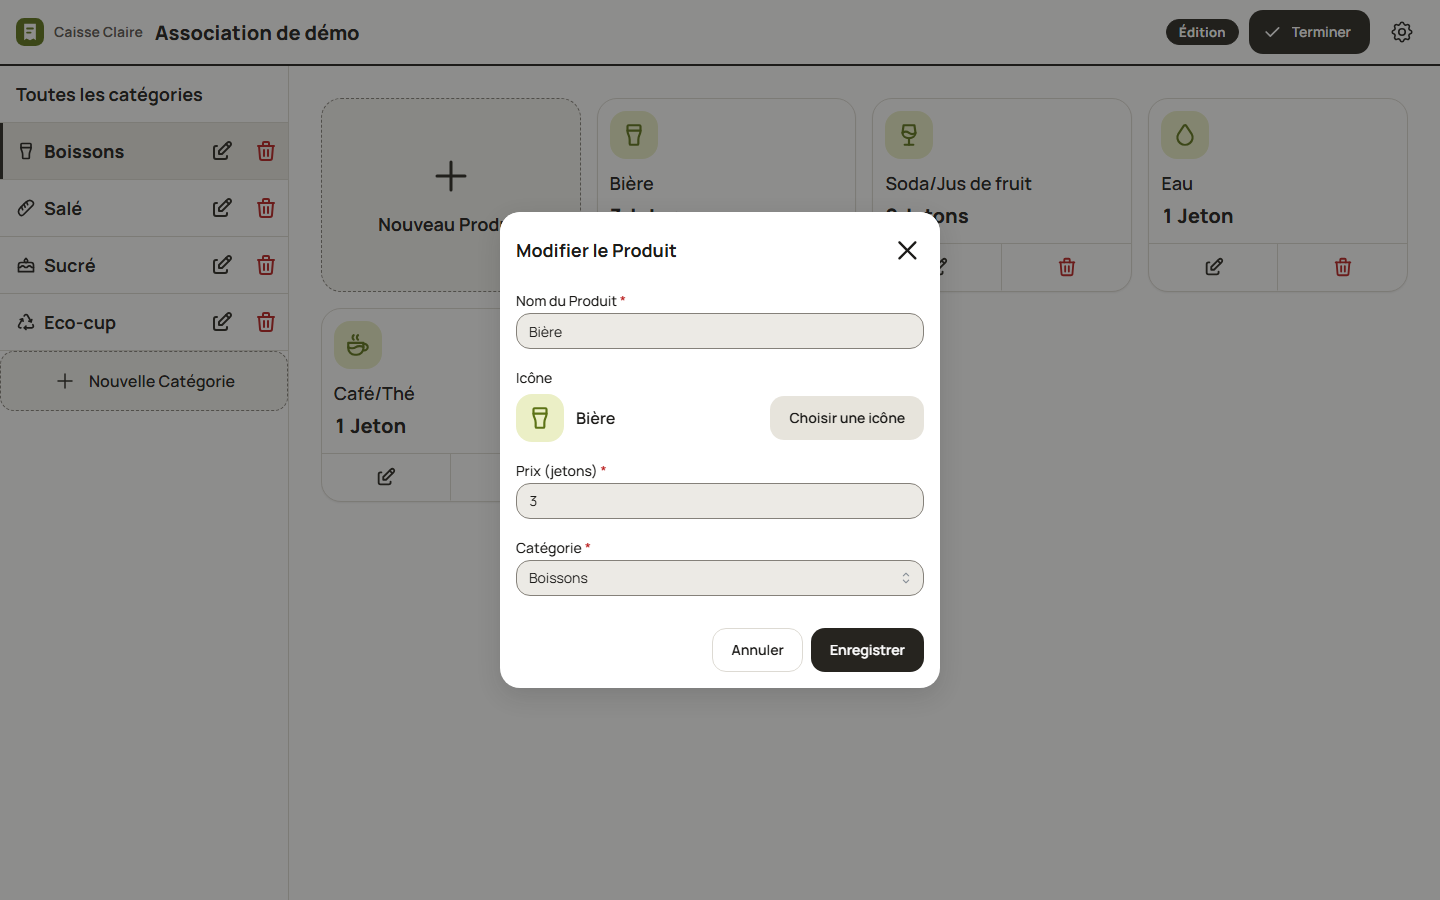 Caisse Claire
Association de démo
Édition
Terminer
Toutes les catégories
Boissons
Salé
Sucré
Eco-cup
Nouvelle Catégorie
Bière
Soda/Jus de fruit
Eau
1 Jeton
Café/Thé
1 Jeton
Modifier le Produit
Nom du Produit *
Bière
Icône
Bière
Choisir une icône
Prix (jetons) *
3
Catégorie *
Boissons
Annuler
Enregistrer
Nouveau